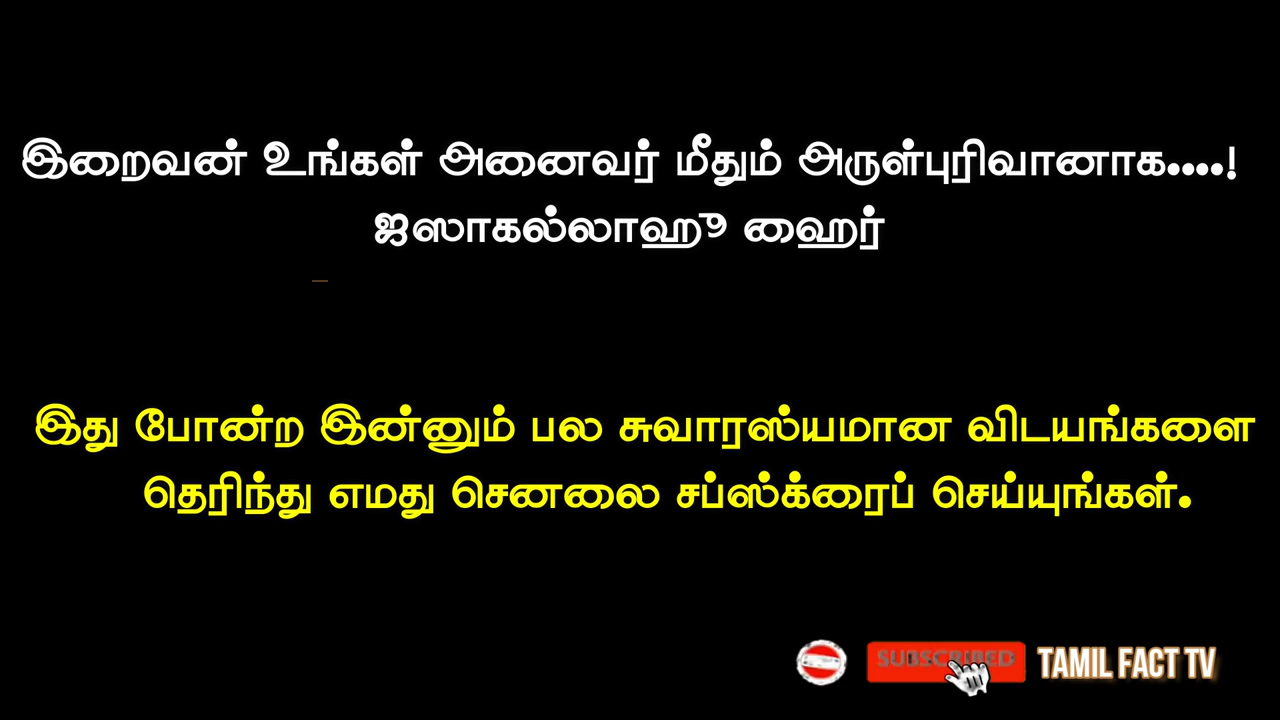 இறைவன் உங்கள் அனைவர் மீதும் அருள்புரிவானாக....!
ஜஸாகல்லாஹூ ஹைர்
இது போன்ற இன்னும் பல சுவாரஸ்யமான விடயங்களை
தெரிந்து எமது செனலை சப்ஸ்க்ரைப் செய்யுங்கள்.
SUBSCRIBED TAMIL FACT TV